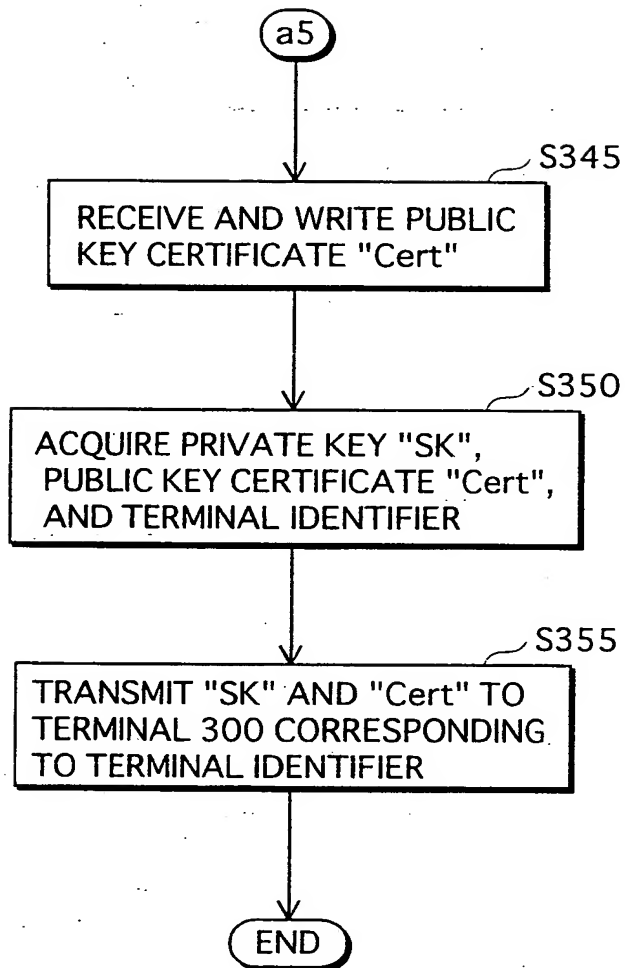 a5
S345
RECEIVE AND WRITE PUBLIC
KEY CERTIFICATE "Cert"
S350
ACQUIRE PRIVATE KEY "SK",
PUBLIC KEY CERTIFICATE "Cert",
AND TERMINAL IDENTIFIER
S355
TRANSMIT "SK" AND "Cert" TO
TERMINAL 300 CORRESPONDING
TO TERMINAL IDENTIFIER
END